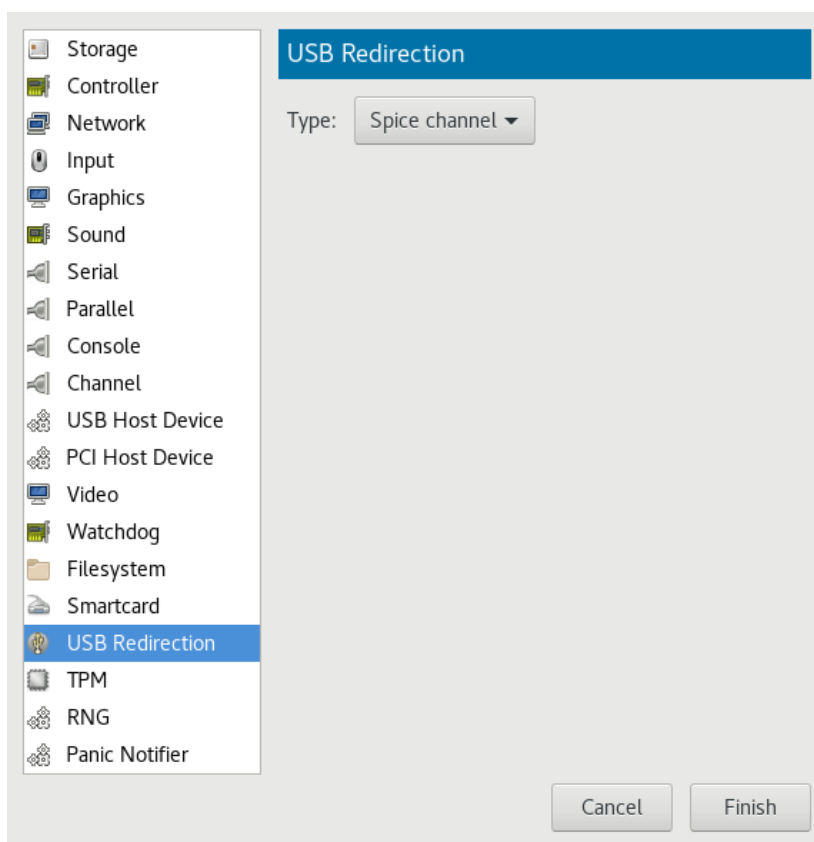 Storage
Controller
Network
Input
Graphics
Sound
Serial
Parallel
Console
Channel
USB Host Device
PCI Host Device
Video
Watchdog
Filesystem
Smartcard
USB Redirection
TPM
RNG
Panic Notifier
USB Redirection
Type: Spice channel
Cancel Finish